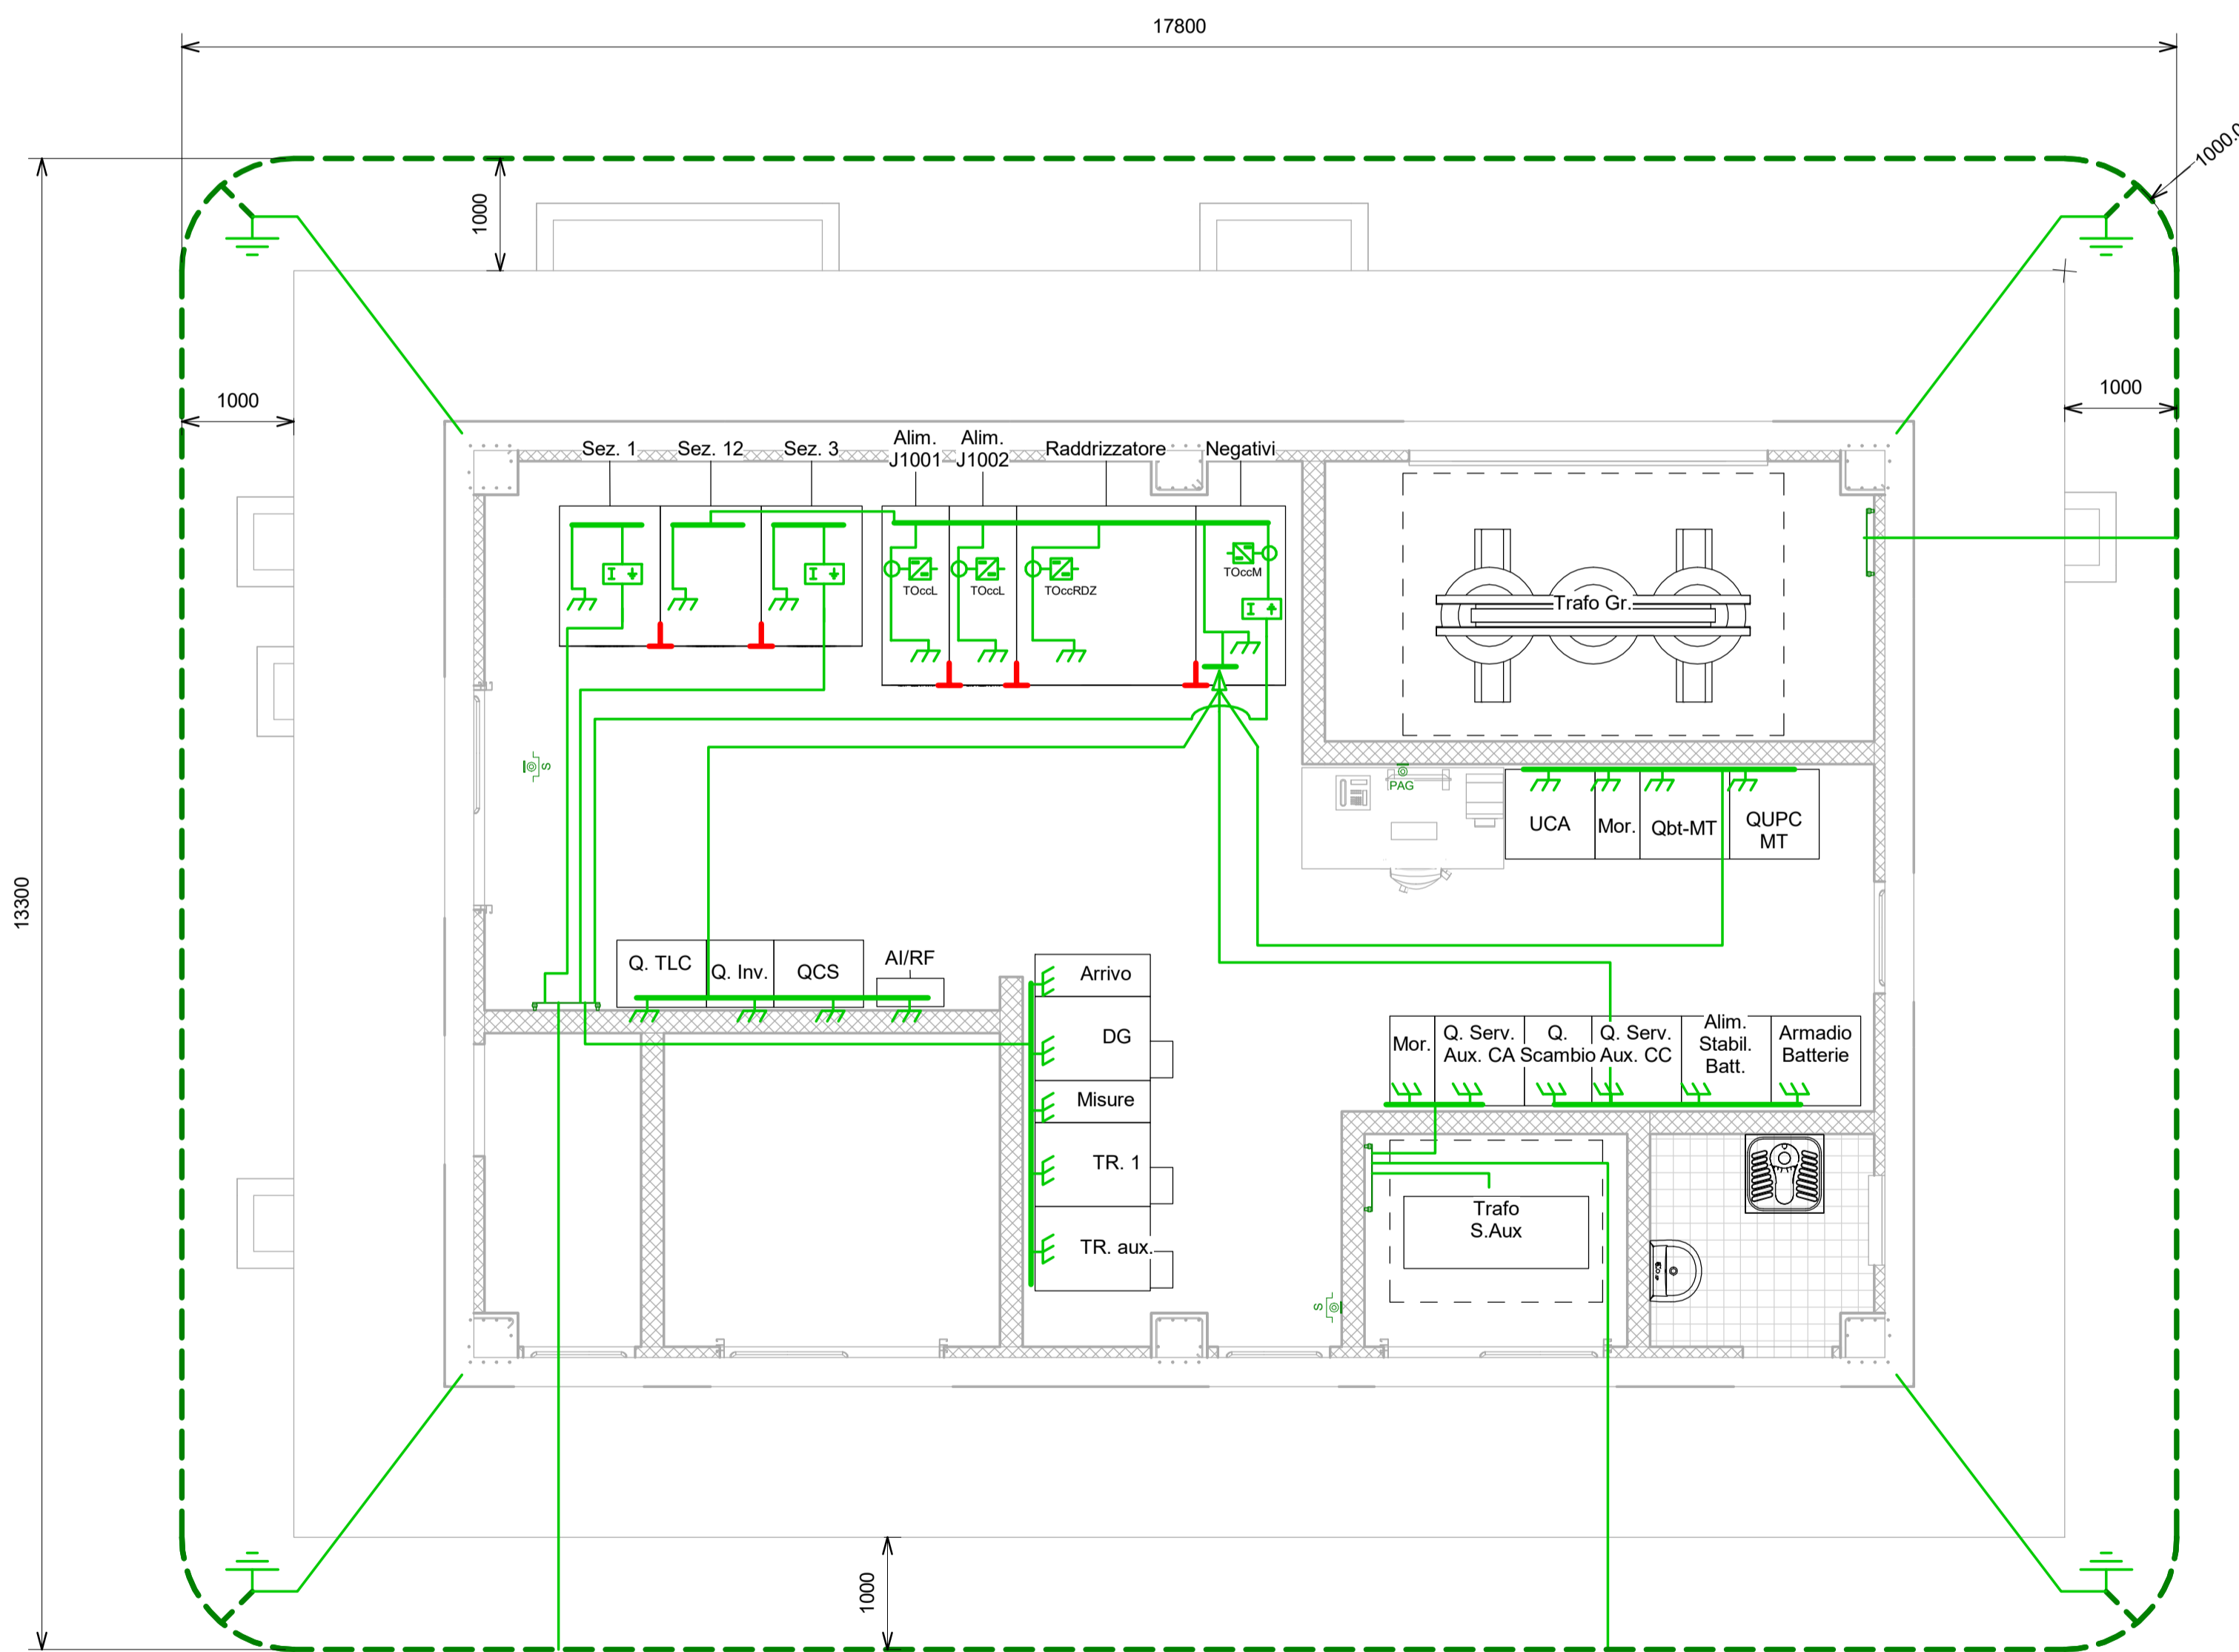 17800
1000.0
1000
1000
1000
13300
Sez. 1
Sez. 12
Sez. 3
Alim.
J1001
Alim.
J1002
Raddrizzatore
Negativi
TOccL
TOccL
TOccRDZ
TOccM
I
I
I
Trafo Gr.
S
PAG
UCA
Mor.
Qbt-MT
QUPC
MT
Q. TLC
Q. Inv.
QCS
AI/RF
Arrivo
DG
Misure
TR. 1
TR. aux.
Mor.
Q. Serv.
Aux. CA
Q.
Scambio
Q. Serv.
Aux. CC
Alim.
Stabil.
Batt.
Armadio
Batterie
Trafo
S.Aux
S
1000